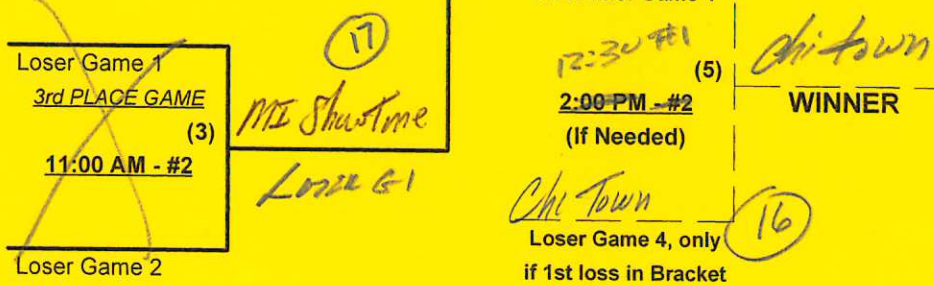 Loser Game 1
3rd PLACE GAME
(3)
11:00 AM - #2
Loser Game 2
17
MI ShowTime
Loser G1
12:30 #1
(5)
2:00 PM - #2
(If Needed)
Chi Town
Loser Game 4, only
if 1st loss in Bracket
16
Chi-town
WINNER